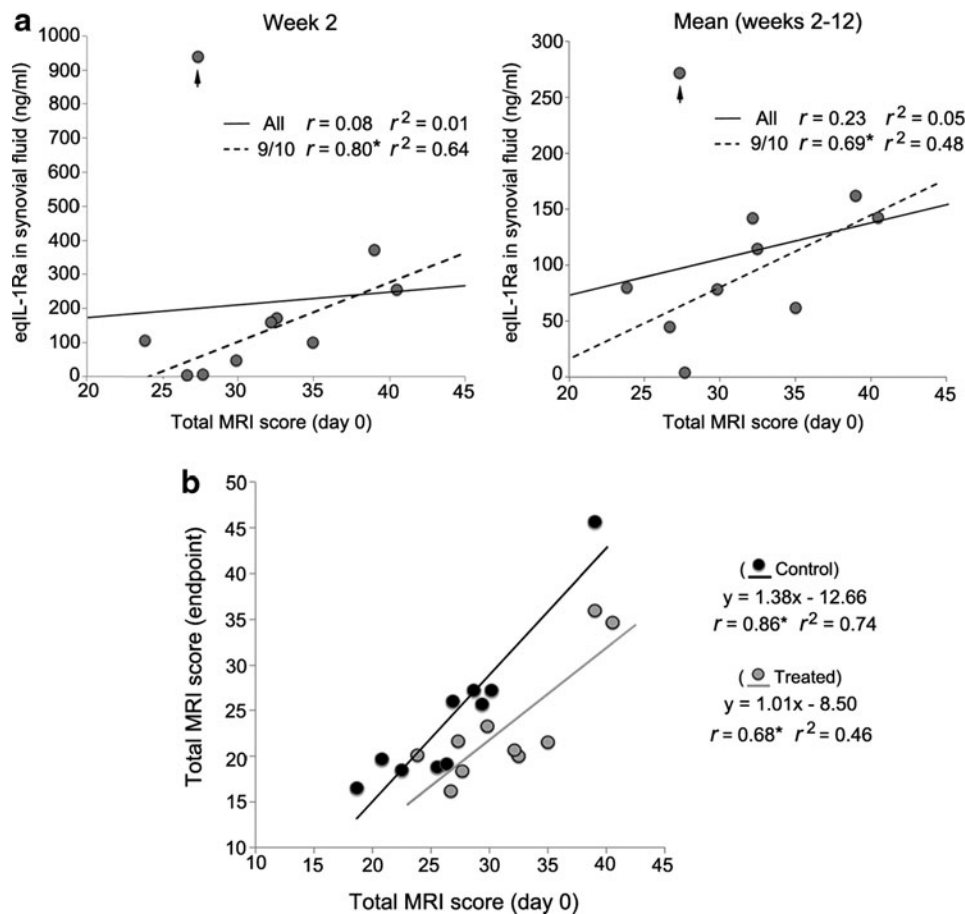 a
Week 2
eqIL-1Ra in synovial fluid (ng/ml)
1000
900
800
700
600
500
400
300
200
100
0
All r = 0.08 r² = 0.01
9/10 r = 0.80* r² = 0.64
20 25 30 35 40 45
Total MRI score (day 0)
Mean (weeks 2-12)
eqIL-1Ra in synovial fluid (ng/ml)
300
250
200
150
100
50
0
All r = 0.23 r² = 0.05
9/10 r = 0.69* r² = 0.48
20 25 30 35 40 45
Total MRI score (day 0)
b
Total MRI score (endpoint)
50
45
40
35
30
25
20
15
10
10 15 20 25 30 35 40 45
Total MRI score (day 0)
( Control)
y = 1.38x - 12.66
r = 0.86* r² = 0.74
( Treated)
y = 1.01x - 8.50
r = 0.68* r² = 0.46